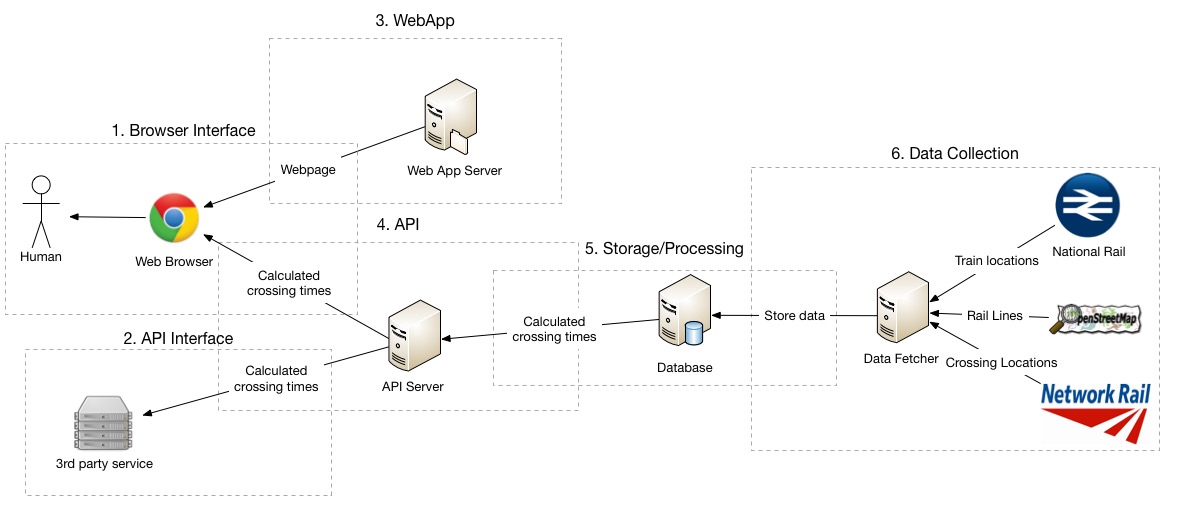 3. WebApp
Web App Server
Webpage
1. Browser Interface
Human
Web Browser
4. API
Calculated
crossing times
API Server
2. API Interface
Calculated
crossing times
3rd party service
5. Storage/Processing
Calculated
crossing times
Database
Store data
6. Data Collection
National Rail
Train locations
Rail Lines
OpenStreetMap
Data Fetcher
Crossing Locations
Network Rail